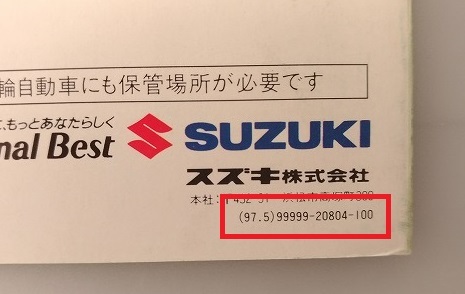 輪自動車にも保管場所が必要です
もっとあなたらしく
nal Best
SUZUKI
スズキ株式会社
本社:
(97.5)99999-20804-100